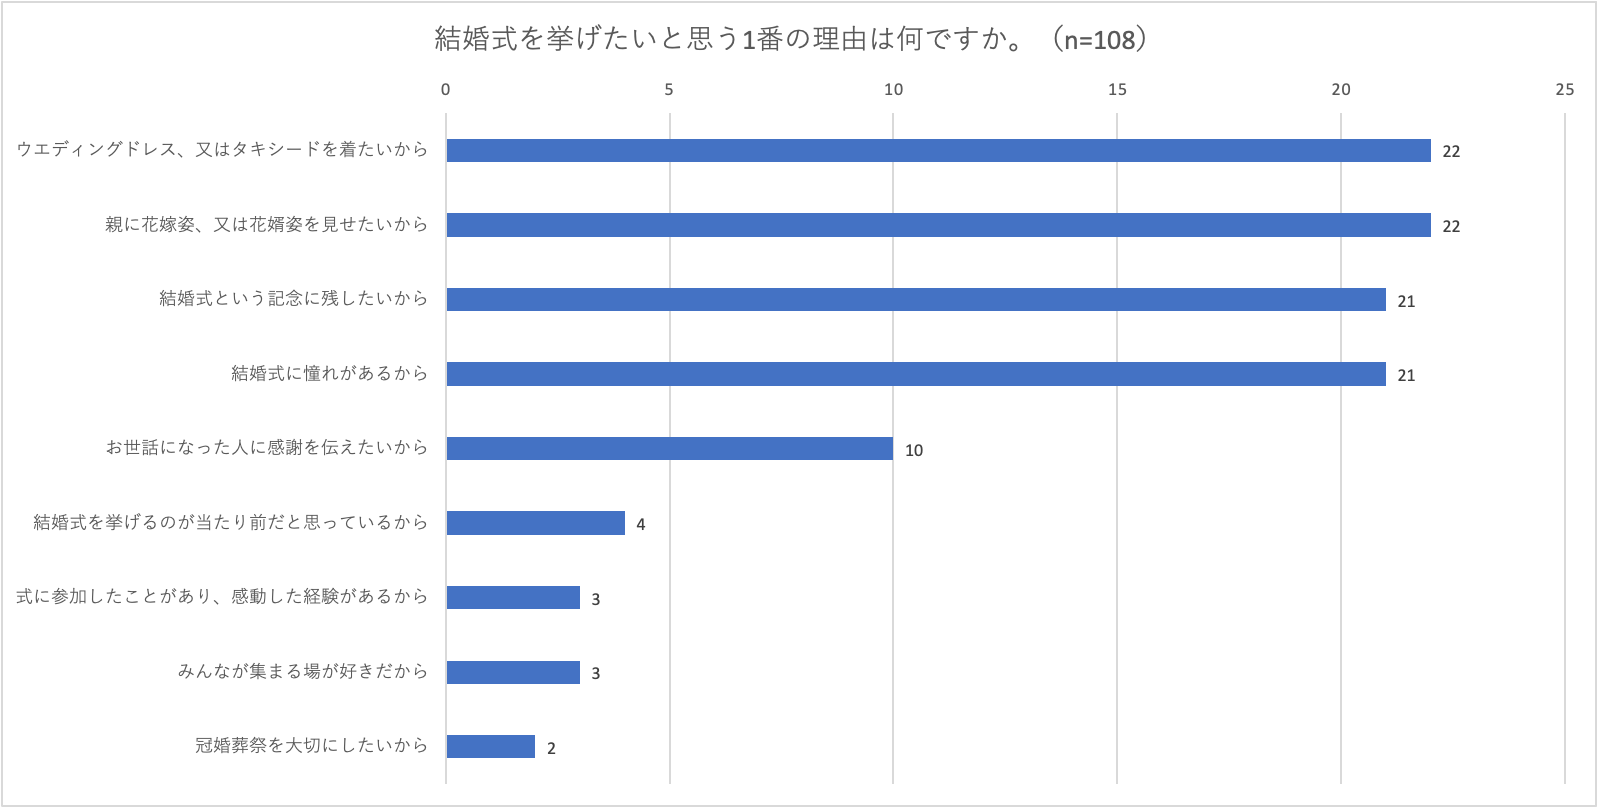 結婚式を挙げたいと思う1番の理由は何ですか。（n=108）
0 5 10 15 20 25
ウエディングドレス、又はタキシードを着たいから 22
親に花嫁姿、又は花婿姿を見せたいから 22
結婚式という記念に残したいから 21
結婚式に憧れがあるから 21
お世話になった人に感謝を伝えたいから 10
結婚式を挙げるのが当たり前だと思っているから 4
式に参加したことがあり、感動した経験があるから 3
みんなが集まる場が好きだから 3
冠婚葬祭を大切にしたいから 2